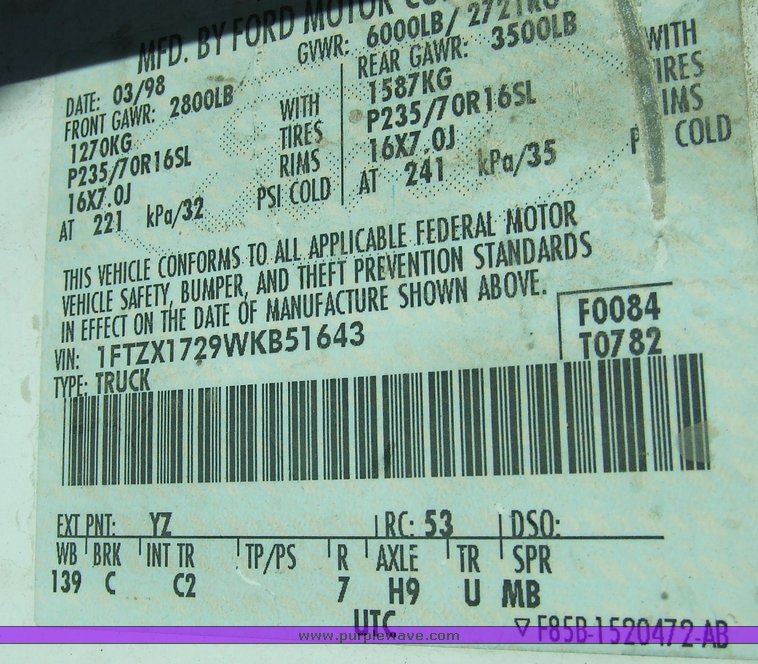 MFD. BY FORD MOTOR
GVWR: 6000LB/ 2721KG
DATE: 03/98
FRONT GAWR: 2800LB
1270KG WITH
P235/70R16SL TIRES
16X7.0J RIMS
AT 221 kPa/32 PSI COLD
REAR GAWR: 3500LB
1587KG WITH
P235/70R16SL TIRES
16X7.0J RIMS
AT 241 kPa/35 COLD
THIS VEHICLE CONFORMS TO ALL APPLICABLE FEDERAL MOTOR
VEHICLE SAFETY, BUMPER, AND THEFT PREVENTION STANDARDS
IN EFFECT ON THE DATE OF MANUFACTURE SHOWN ABOVE.
VIN: 1FTZX1729WKB51643
TYPE: TRUCK
F0084
T0782
EXT PNT: YZ RC: 53 DSO:
WB BRK INT TR TP/PS R AXLE TR SPR
139 C C2 7 H9 U MB
UTC ▽ F85B-1520472-AB
www.purplewave.com